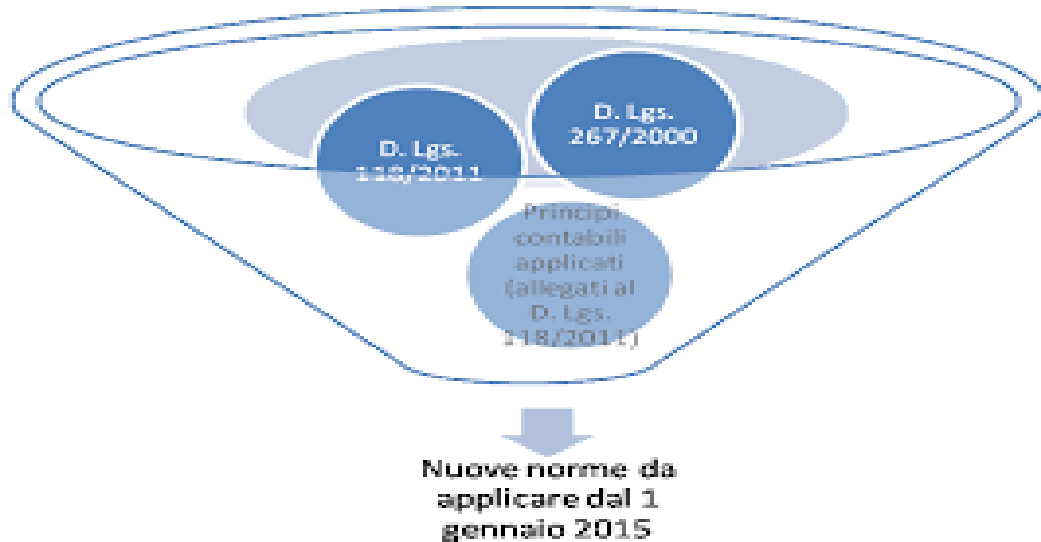 D. Lgs.
118/2011
D. Lgs.
267/2000
Principi
contabili
applicati
(allegati al
D. Lgs.
118/2011)
Nuove norme da
applicare dal 1
gennaio 2015